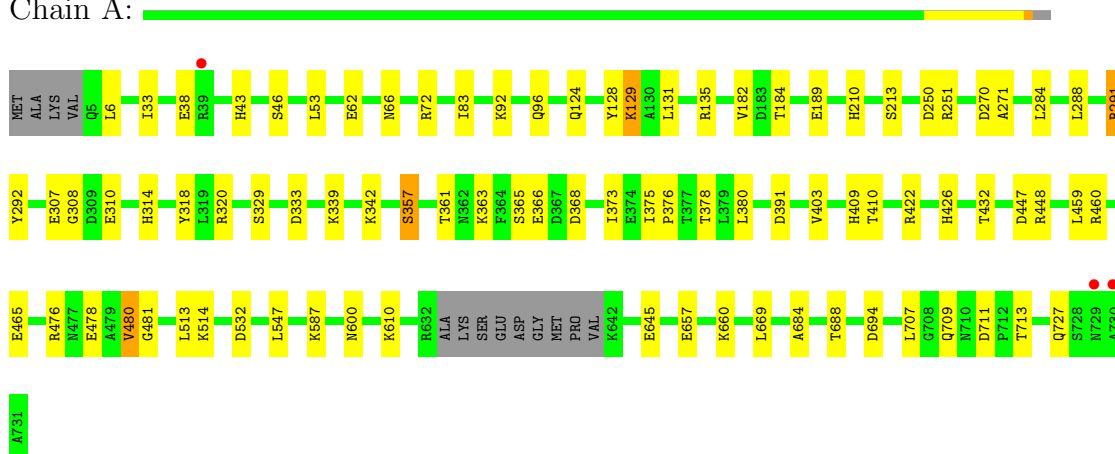 Chain A:
MET ALA LYS VAL Q5 L6 I33 E38 R39 H43 S46 L53 E62 N66 R72 I83 K92 Q96 Q124 Y128 K129 A130 L131 R135 V182 D183 T184 E189 H210 S213 D250 R251 D270 A271 L284 L288 R291
Y292 E307 G308 D309 E310 H314 Y318 L319 R320 S329 D333 K339 K342 S357 T361 N362 K363 F364 S365 E366 D367 D368 I373 E374 I375 P376 T377 T378 L379 L380 D391 V403 H409 T410 R422 H426 T432 D447 R448 L459 R460
E465 R476 N477 E478 A479 V480 G481 L513 K514 D532 L547 K587 N600 K610 R632 ALA LYS SER GLU ASP GLY MET PRO VAL K642 E645 E657 K660 L669 A684 T688 D694 L707 G708 Q709 N710 D711 P712 T713 Q727 S728 N729 A730
A731